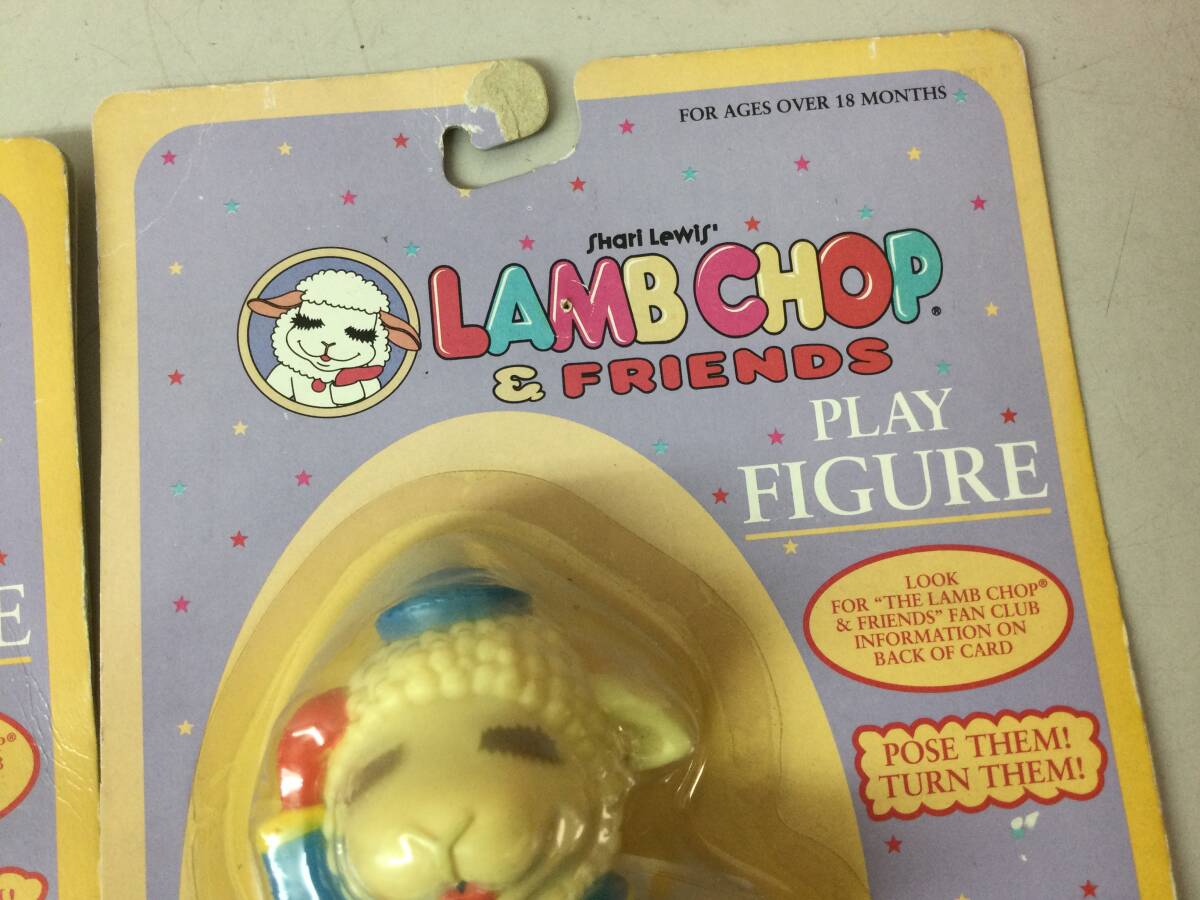 FOR AGES OVER 18 MONTHS
Shari Lewis'
LAMB CHOP®
& FRIENDS
PLAY
FIGURE
LOOK
FOR "THE LAMB CHOP®
& FRIENDS" FAN CLUB
INFORMATION ON
BACK OF CARD
POSE THEM!
TURN THEM!
E